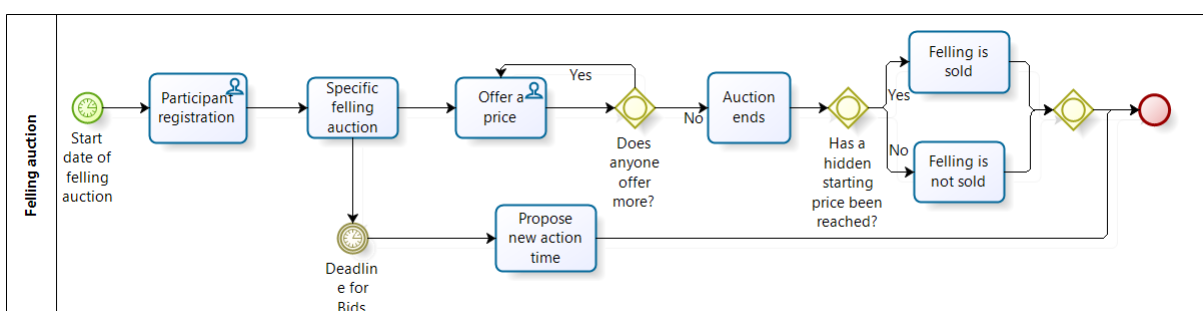 Felling auction
Start
date of
felling
auction
Participant
registration
Specific
felling
auction
Offer a
price
Yes
Does
anyone
offer
more?
No
Auction
ends
Has a
hidden
starting
price been
reached?
Yes
No
Felling is
sold
Felling is
not sold
Deadlin
e for
Bids
Propose
new action
time